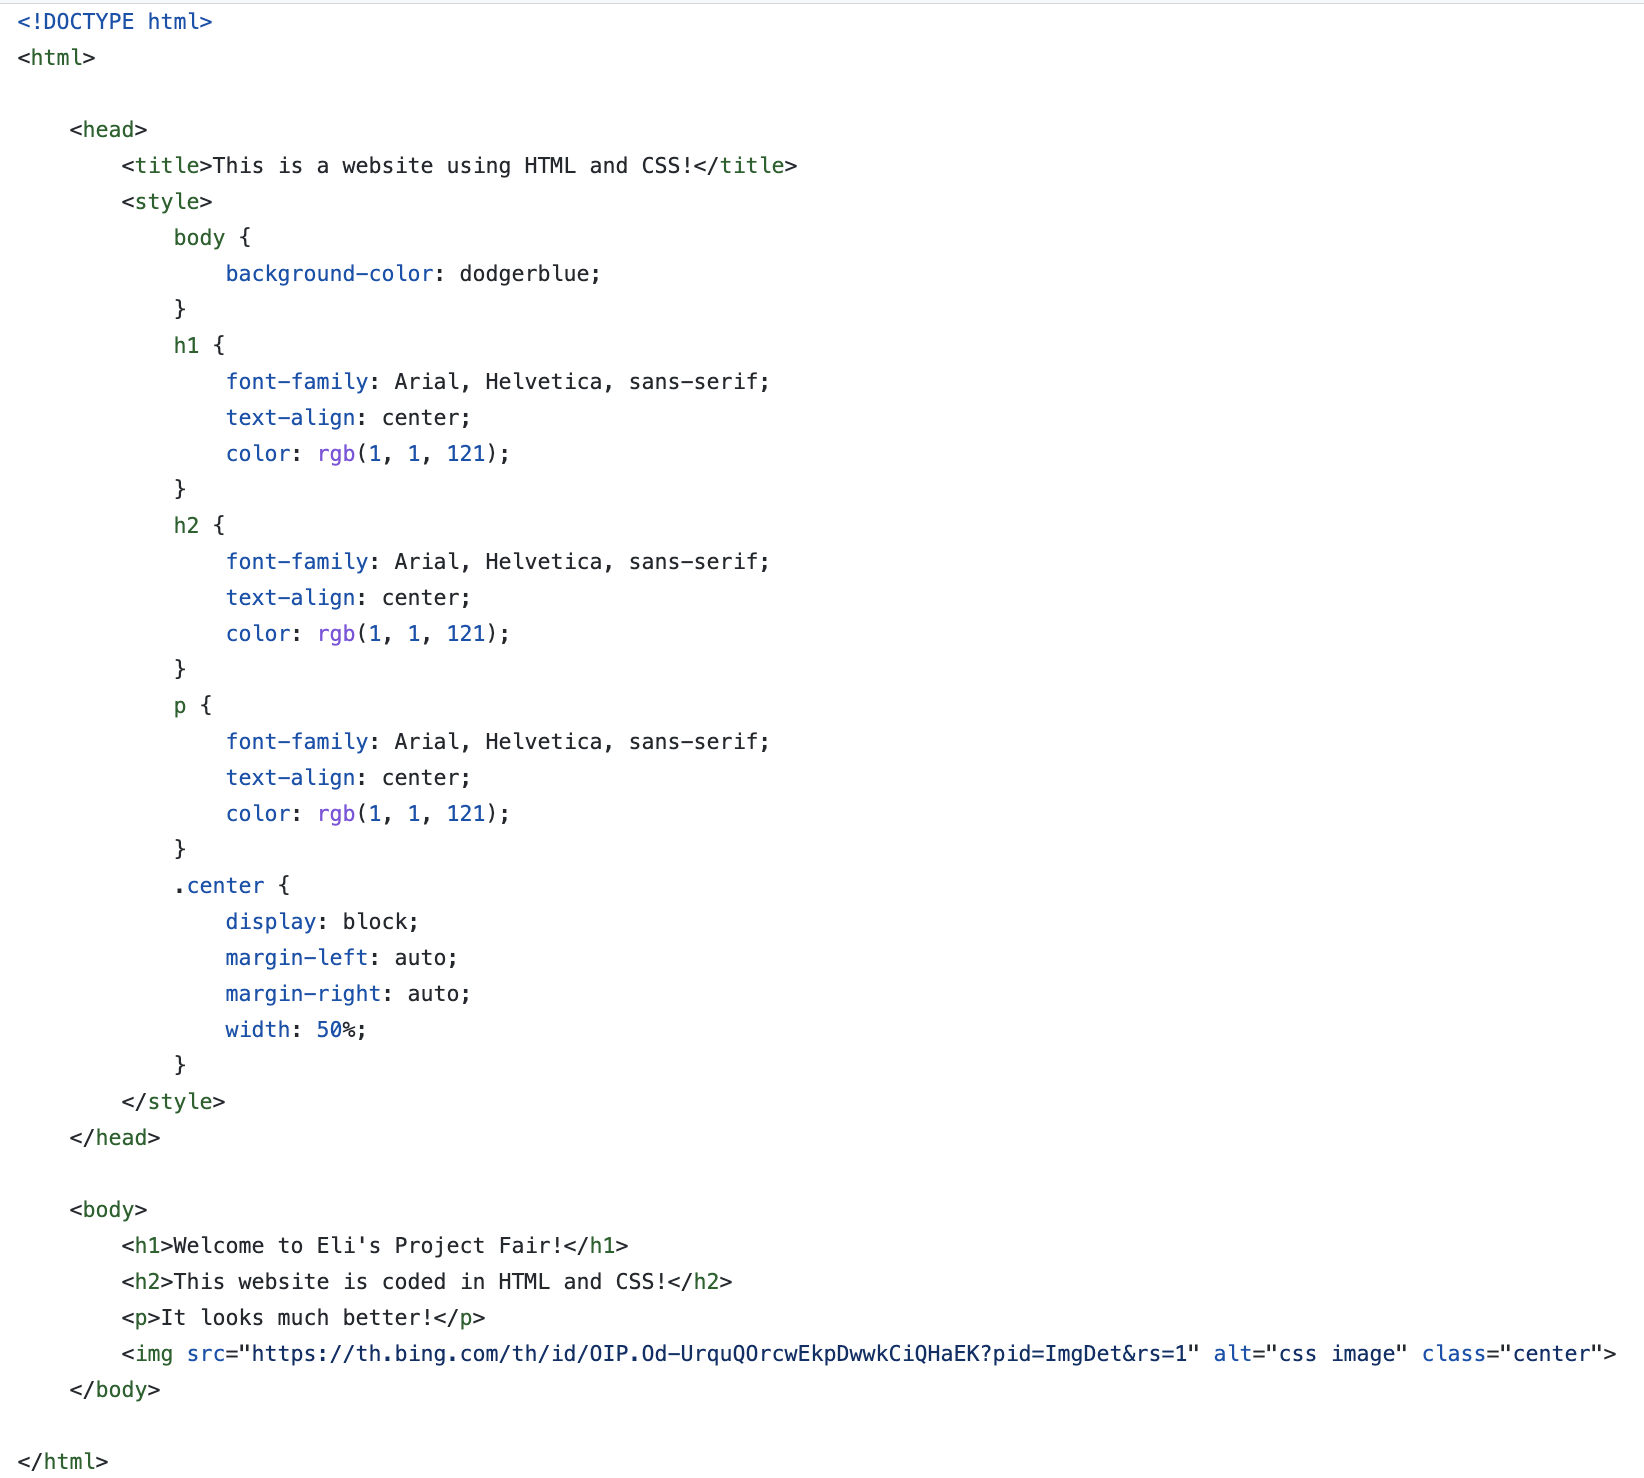 <!DOCTYPE html>
<html>
<head>
<title>This is a website using HTML and CSS!</title>
<style>
body {
background-color: dodgerblue;
}
h1 {
font-family: Arial, Helvetica, sans-serif;
text-align: center;
color: rgb(1, 1, 121);
}
h2 {
font-family: Arial, Helvetica, sans-serif;
text-align: center;
color: rgb(1, 1, 121);
}
p {
font-family: Arial, Helvetica, sans-serif;
text-align: center;
color: rgb(1, 1, 121);
}
.center {
display: block;
margin-left: auto;
margin-right: auto;
width: 50%;
}
</style>
</head>
<body>
<h1>Welcome to Eli's Project Fair!</h1>
<h2>This website is coded in HTML and CSS!</h2>
<p>It looks much better!</p>
<img src="https://th.bing.com/th/id/OIP.Od-UrquQOrcwEkpDwwkCiQHaEK?pid=ImgDet&rs=1" alt="css image" class="center">
</body>
</html>